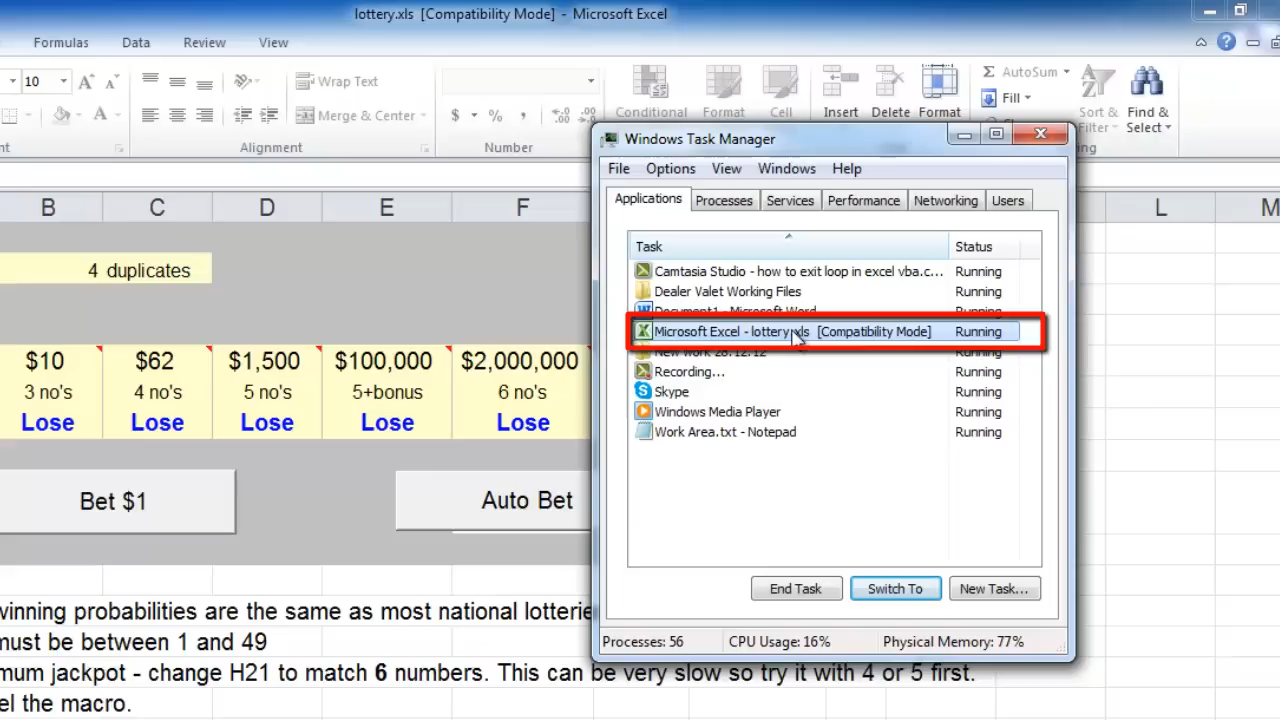 lottery.xls [Compatibility Mode] - Microsoft Excel
Formulas Data Review View
10 Wrap Text Conditional Format Cell Insert Delete Format AutoSum Fill Sort & Filter Find & Select
Merge & Center $ % ,
Alignment Number
B C D E F L M
4 duplicates
$10 $62 $1,500 $100,000 $2,000,000
3 no's 4 no's 5 no's 5+bonus 6 no's
Lose Lose Lose Lose Lose
Bet $1 Auto Bet
winning probabilities are the same as most national lotterie
must be between 1 and 49
mum jackpot - change H21 to match 6 numbers. This can be very slow so try it with 4 or 5 first.
el the macro.
Windows Task Manager
File Options View Windows Help
Applications Processes Services Performance Networking Users
Task Status
Camtasia Studio - how to exit loop in excel vba.c... Running
Dealer Valet Working Files Running
Document1 - Microsoft Word Running
Microsoft Excel - lottery.xls [Compatibility Mode] Running
New work 28.12.12 Running
Recording... Running
Skype Running
Windows Media Player Running
Work Area.txt - Notepad Running
End Task Switch To New Task...
Processes: 56 CPU Usage: 16% Physical Memory: 77%